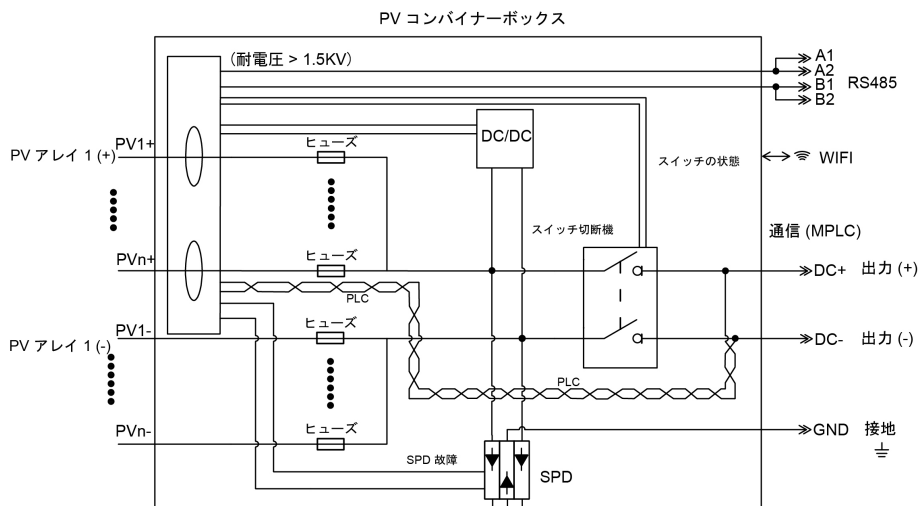 PV コンバイナーボックス
(耐電圧 > 1.5KV)
A1
A2
B1
B2
RS485
DC/DC
PV1+
ヒューズ
PV アレイ 1 (+)
スイッチの状態
WIFI
スイッチ切断機
通信 (MPLC)
PVn+
ヒューズ
DC+ 出力 (+)
PLC
PV1-
ヒューズ
PV アレイ 1 (-)
DC- 出力 (-)
PLC
PVn-
ヒューズ
GND 接地
SPD 故障
SPD